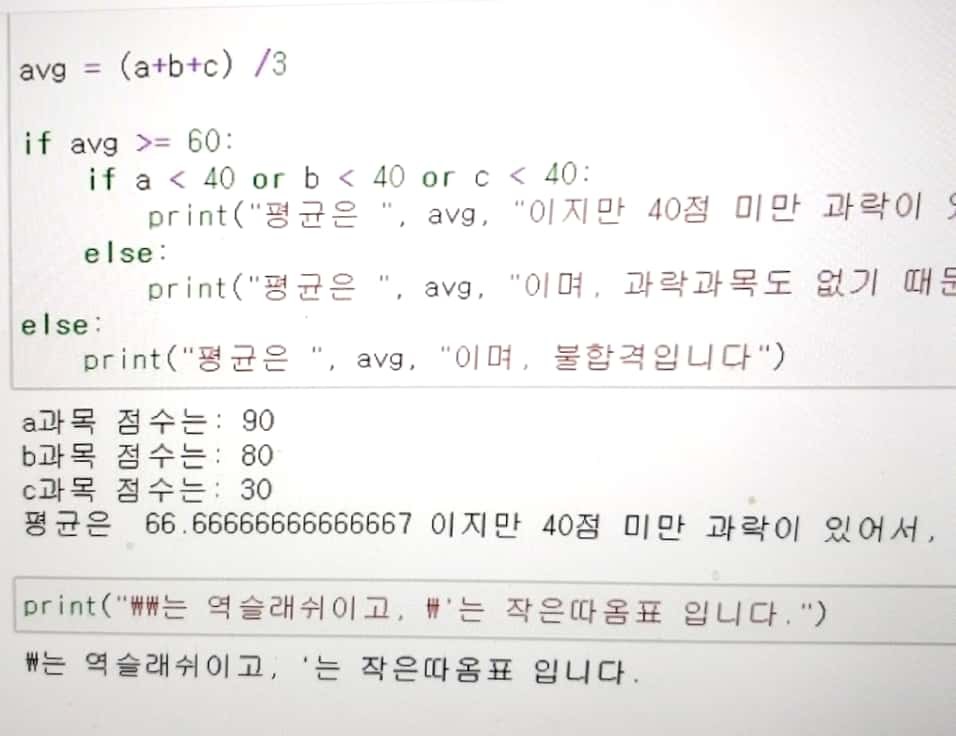 avg = (a+b+c) /3
if avg >= 60:
if a < 40 or b < 40 or c < 40:
print("평균은 ", avg, "이지만 40점 미만 과락이
else:
print("평균은 ", avg, "이며, 과락과목도 없기
else:
print("평균은 ", avg, "이며, 불합격입니다")
a과목 점수는: 90
b과목 점수는: 80
c과목 점수는: 30
평균은  66.66666666666667 이지만 40점 미만 과락이 있어서,
print("₩₩는 역슬래쉬이고, ₩'는 작은따옴표 입니다.")
₩는 역슬래쉬이고, '는 작은따옴표 입니다.